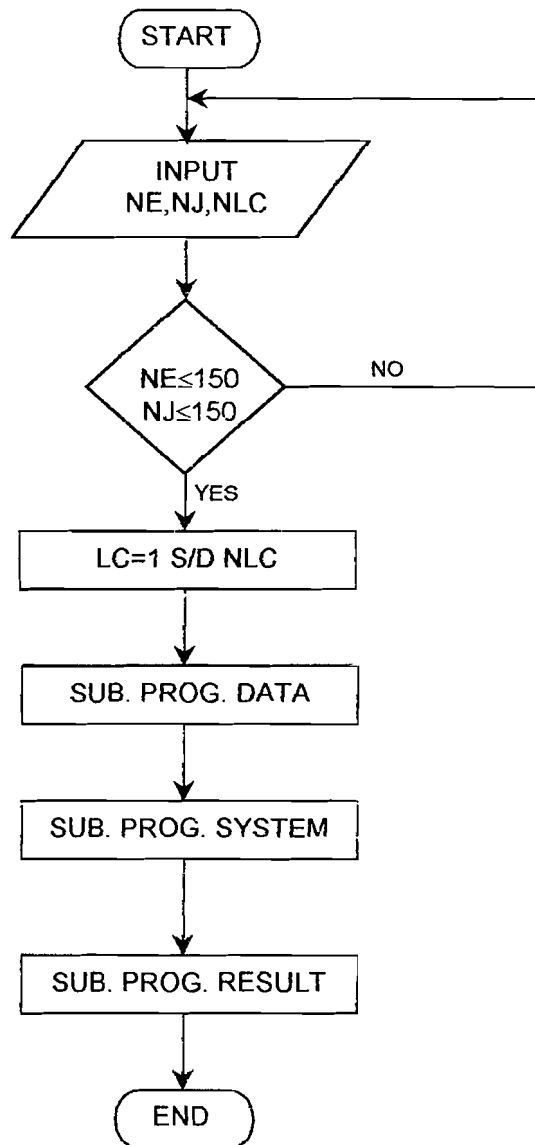 START
INPUT
NE,NJ,NLC
NE≤150
NJ≤150
NO
YES
LC=1 S/D NLC
SUB. PROG. DATA
SUB. PROG. SYSTEM
SUB. PROG. RESULT
END